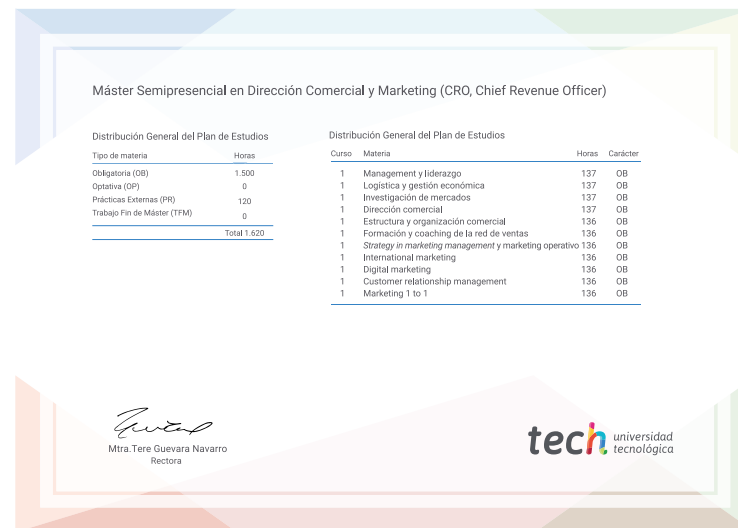 Máster Semipresencial en Dirección Comercial y Marketing (CRO, Chief Revenue Officer)
Distribución General del Plan de Estudios
Tipo de materia Horas
Obligatoria (OB) 1.500
Optativa (OP) 0
Prácticas Externas (PR) 120
Trabajo Fin de Máster (TFM) 0
Total 1.620
Distribución General del Plan de Estudios
Curso Materia Horas Carácter
1 Management y liderazgo 137 OB
1 Logística y gestión económica 137 OB
1 Investigación de mercados 137 OB
1 Dirección comercial 137 OB
1 Estructura y organización comercial 136 OB
1 Formación y coaching de la red de ventas 136 OB
1 Strategy in marketing management y marketing operativo 136 OB
1 International marketing 136 OB
1 Digital marketing 136 OB
1 Customer relationship management 136 OB
1 Marketing 1 to 1 136 OB
Mtra.Tere Guevara Navarro
Rectora
tech universidad
tecnológica